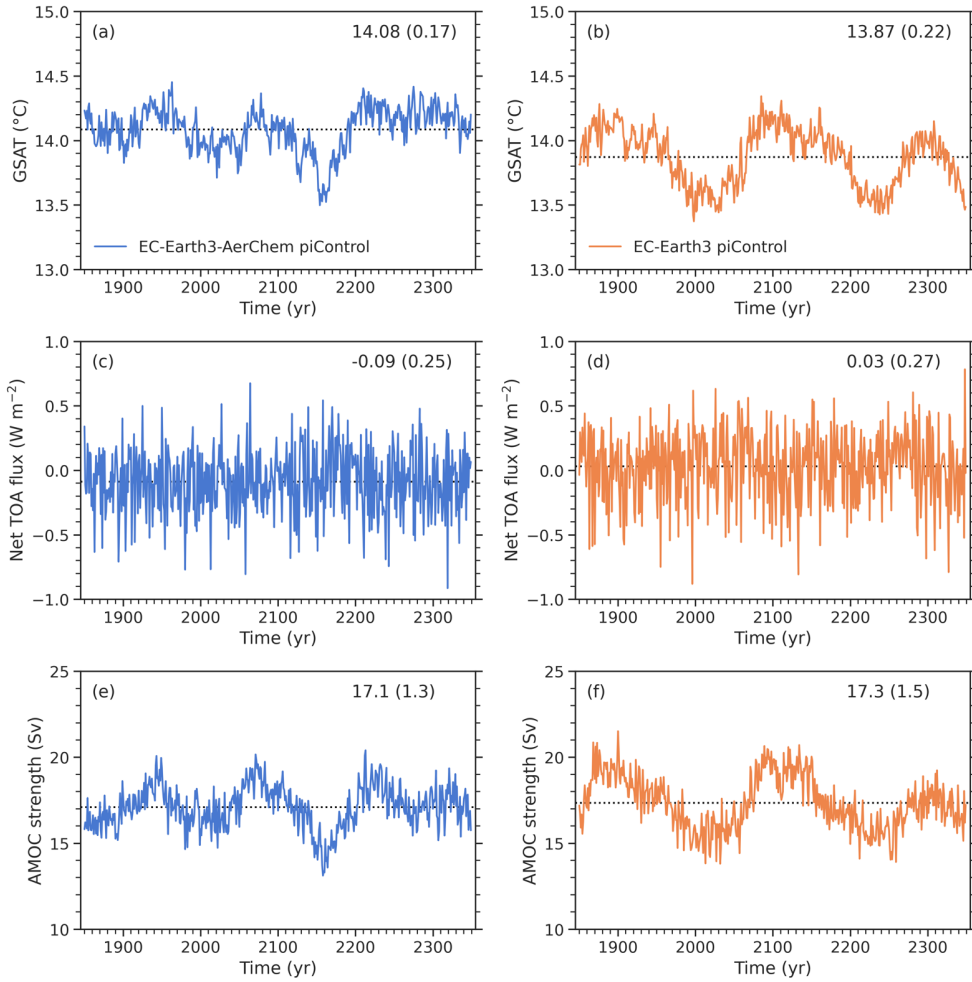 (a) 14.08 (0.17)
15.0
14.5
14.0
13.5
13.0
GSAT (°C)
EC-Earth3-AerChem piControl
1900 2000 2100 2200 2300
Time (yr)
(b) 13.87 (0.22)
15.0
14.5
14.0
13.5
13.0
GSAT (°C)
EC-Earth3 piControl
1900 2000 2100 2200 2300
Time (yr)
(c) -0.09 (0.25)
1.0
0.5
0.0
−0.5
−1.0
Net TOA flux (W m⁻²)
1900 2000 2100 2200 2300
Time (yr)
(d) 0.03 (0.27)
1.0
0.5
0.0
−0.5
−1.0
Net TOA flux (W m⁻²)
1900 2000 2100 2200 2300
Time (yr)
(e) 17.1 (1.3)
25
20
15
10
AMOC strength (Sv)
1900 2000 2100 2200 2300
Time (yr)
(f) 17.3 (1.5)
25
20
15
10
AMOC strength (Sv)
1900 2000 2100 2200 2300
Time (yr)